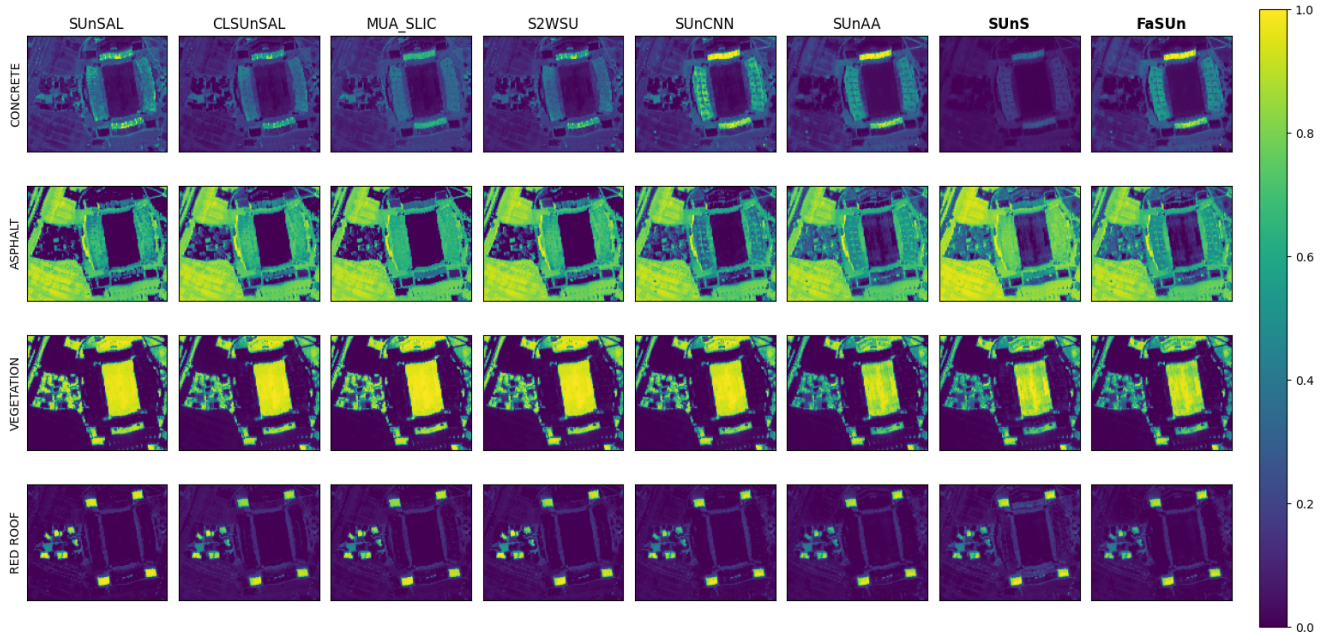 SUnSAL CLSUnSAL MUA_SLIC S2WSU SUnCNN SUnAA SUnS FaSUn
CONCRETE
ASPHALT
VEGETATION
RED ROOF
1.0
0.8
0.6
0.4
0.2
0.0